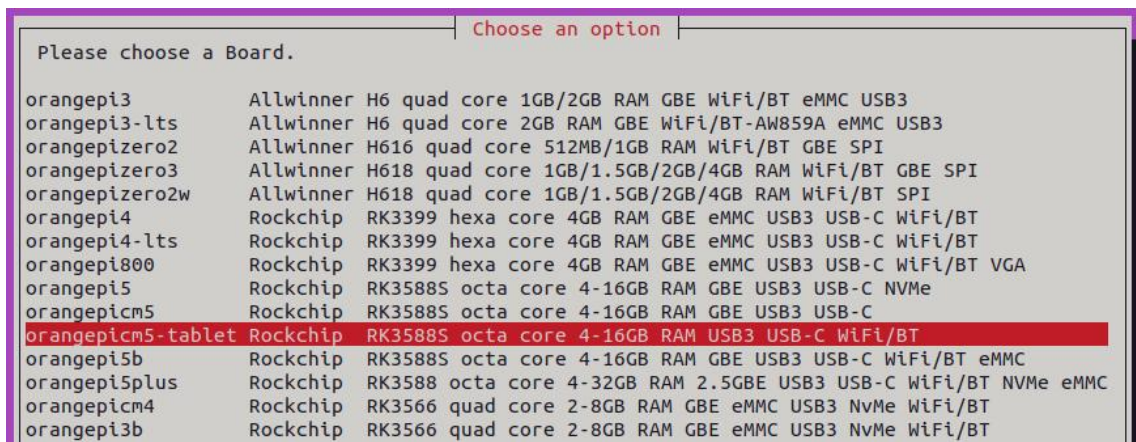 Choose an option
Please choose a Board.
orangepi3 Allwinner H6 quad core 1GB/2GB RAM GBE WiFi/BT eMMC USB3
orangepi3-lts Allwinner H6 quad core 2GB RAM GBE WiFi/BT-AW859A eMMC USB3
orangepizero2 Allwinner H616 quad core 512MB/1GB RAM WiFi/BT GBE SPI
orangepizero3 Allwinner H618 quad core 1GB/1.5GB/2GB/4GB RAM WiFi/BT GBE SPI
orangepizero2w Allwinner H618 quad core 1GB/1.5GB/2GB/4GB RAM WiFi/BT SPI
orangepi4 Rockchip RK3399 hexa core 4GB RAM GBE eMMC USB3 USB-C WiFi/BT
orangepi4-lts Rockchip RK3399 hexa core 4GB RAM GBE eMMC USB3 USB-C WiFi/BT
orangepi800 Rockchip RK3399 hexa core 4GB RAM GBE eMMC USB3 USB-C WiFi/BT VGA
orangepi5 Rockchip RK3588S octa core 4-16GB RAM GBE USB3 USB-C NVMe
orangepicm5 Rockchip RK3588S octa core 4-16GB RAM GBE USB3 USB-C
orangepicm5-tablet Rockchip RK3588S octa core 4-16GB RAM USB3 USB-C WiFi/BT
orangepi5b Rockchip RK3588S octa core 4-16GB RAM GBE USB3 USB-C WiFi/BT eMMC
orangepi5plus Rockchip RK3588 octa core 4-32GB RAM 2.5GBE USB3 USB-C WiFi/BT NVMe eMMC
orangepicm4 Rockchip RK3566 quad core 2-8GB RAM GBE eMMC USB3 NvMe WiFi/BT
orangepi3b Rockchip RK3566 quad core 2-8GB RAM GBE eMMC USB3 NvMe WiFi/BT